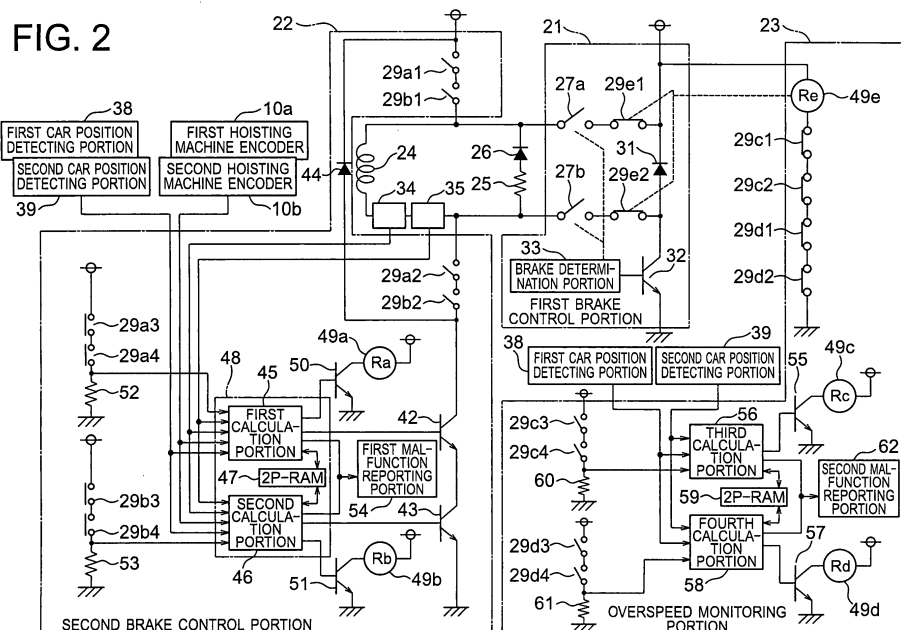 FIG. 2
22
21
23
38
10a
FIRST CAR POSITION
DETECTING PORTION
SECOND CAR POSITION
DETECTING PORTION
39
FIRST HOISTING
MACHINE ENCODER
SECOND HOISTING
MACHINE ENCODER
10b
29a1
29b1
44
24
34
35
26
25
27a
29e1
27b
29e2
31
Re
49e
29c1
29c2
29d1
29d2
33
BRAKE DETERMI-
NATION PORTION
32
FIRST BRAKE
CONTROL PORTION
29a2
29b2
29a3
29a4
52
29b3
29b4
53
48
45
50
49a
Ra
FIRST
CALCULA-
TION
PORTION
47
2P-RAM
SECOND
CALCULA-
TION
PORTION
46
42
FIRST MAL-
FUNCTION
REPORTING
PORTION
54
43
51
Rb
49b
SECOND BRAKE CONTROL PORTION
38
39
FIRST CAR POSITION
DETECTING PORTION
SECOND CAR POSITION
DETECTING PORTION
55
49c
Rc
29c3
29c4
60
56
THIRD
CALCULA-
TION
PORTION
59
2P-RAM
FOURTH
CALCULA-
TION
PORTION
58
62
SECOND MAL-
FUNCTION
REPORTING
PORTION
57
29d3
29d4
61
Rd
49d
OVERSPEED MONITORING
PORTION